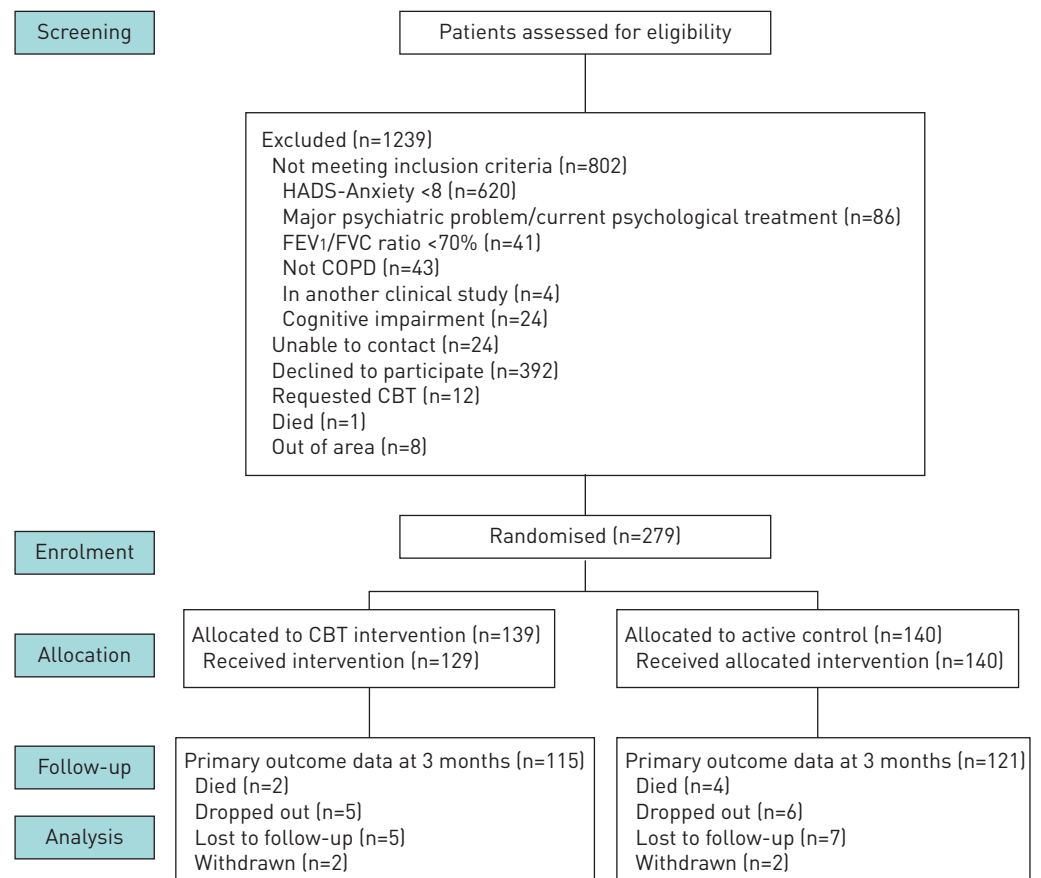 Screening
Patients assessed for eligibility
Excluded (n=1239)
Not meeting inclusion criteria (n=802)
HADS-Anxiety <8 (n=620)
Major psychiatric problem/current psychological treatment (n=86)
FEV1/FVC ratio <70% (n=41)
Not COPD (n=43)
In another clinical study (n=4)
Cognitive impairment (n=24)
Unable to contact (n=24)
Declined to participate (n=392)
Requested CBT (n=12)
Died (n=1)
Out of area (n=8)
Enrolment
Randomised (n=279)
Allocation
Allocated to CBT intervention (n=139)
Received intervention (n=129)
Allocated to active control (n=140)
Received allocated intervention (n=140)
Follow-up
Analysis
Primary outcome data at 3 months (n=115)
Died (n=2)
Dropped out (n=5)
Lost to follow-up (n=5)
Withdrawn (n=2)
Primary outcome data at 3 months (n=121)
Died (n=4)
Dropped out (n=6)
Lost to follow-up (n=7)
Withdrawn (n=2)